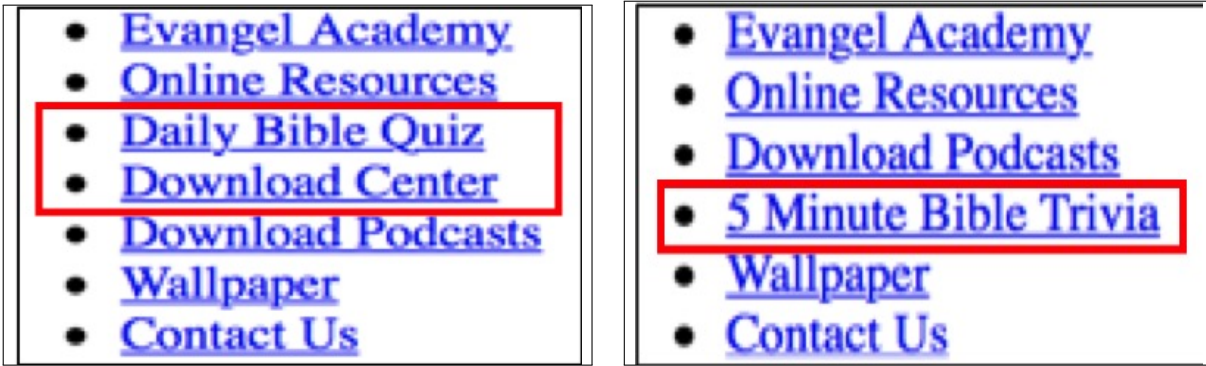 Evangel Academy
Online Resources
Daily Bible Quiz
Download Center
Download Podcasts
Wallpaper
Contact Us
Evangel Academy
Online Resources
Download Podcasts
5 Minute Bible Trivia
Wallpaper
Contact Us